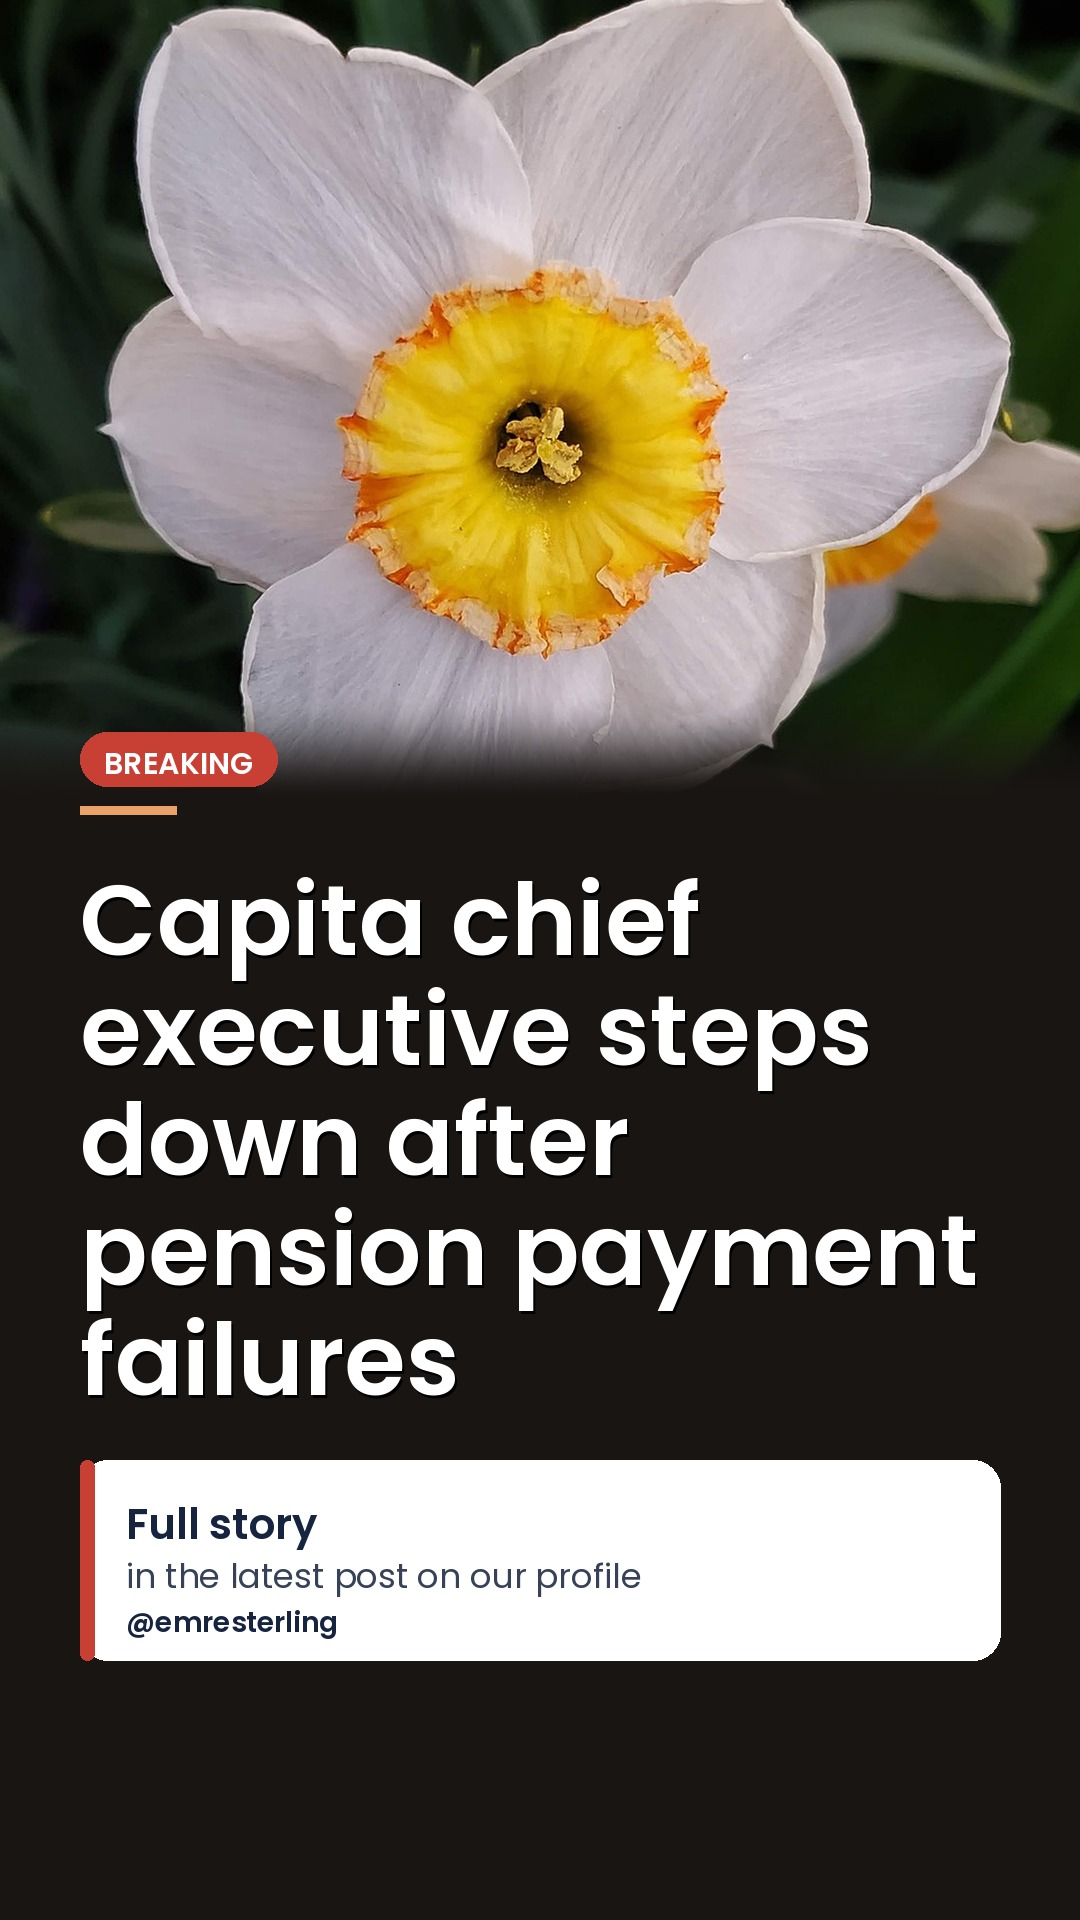 BREAKING
Capita chief
executive steps
down after
pension payment
failures
Full story
in the latest post on our profile
@emresterling